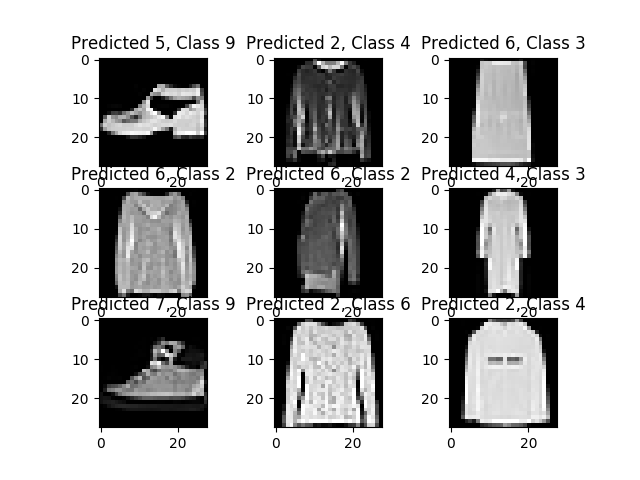 Predicted 5, Class 9
Predicted 2, Class 4
Predicted 6, Class 3
0
10
20
Predicted 6, Class 2
Predicted 6, Class 2
Predicted 4, Class 3
0
10
20
Predicted 7, Class 9
Predicted 2, Class 6
Predicted 2, Class 4
0
10
20
0
20
0
20
0
20